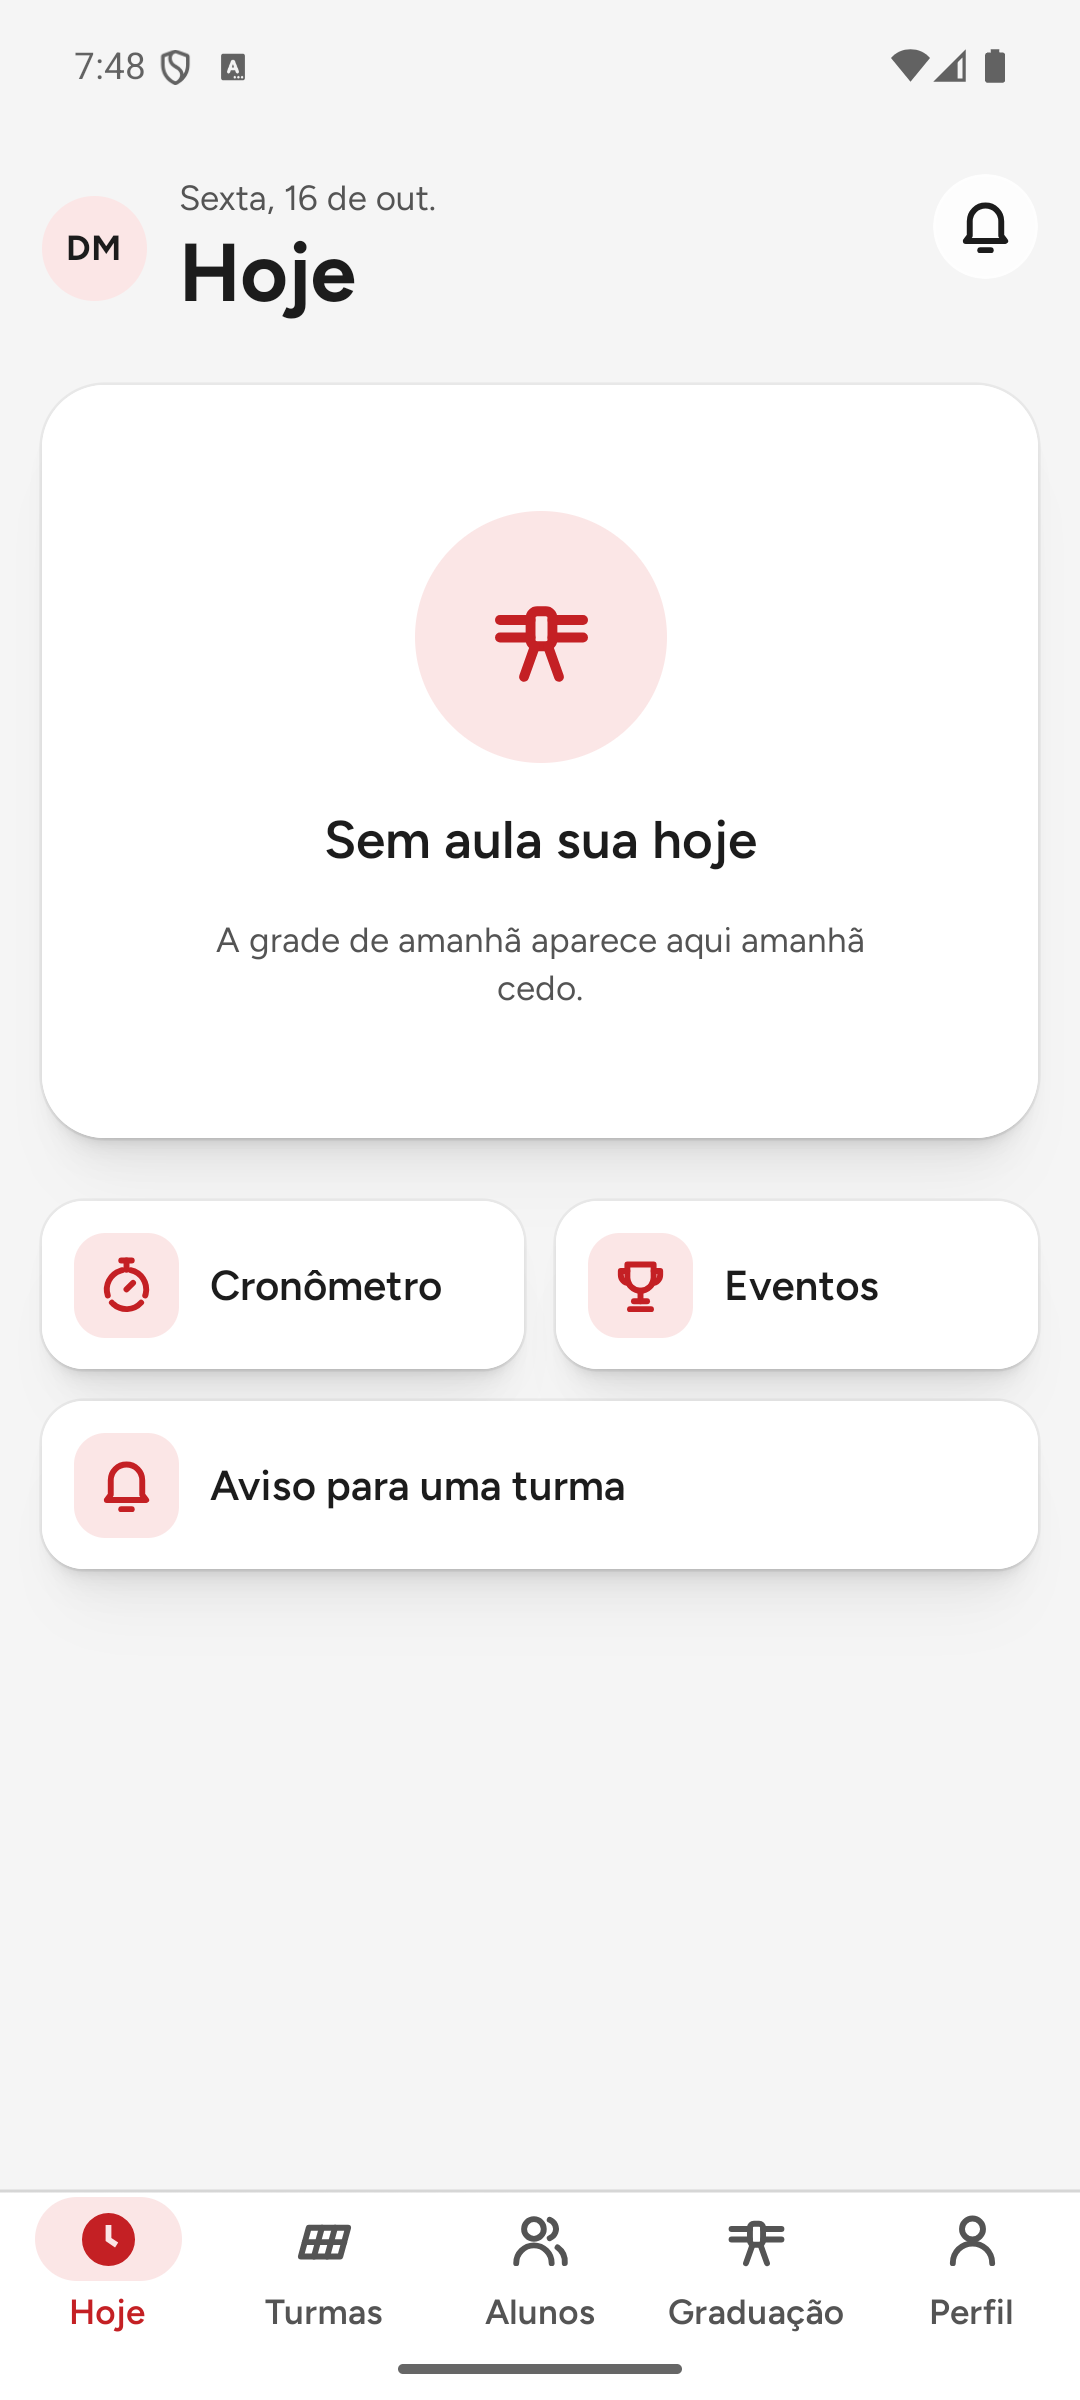 7:48
Sexta, 16 de out.
DM
Hoje
Sem aula sua hoje
A grade de amanhã aparece aqui amanhã
cedo.
Cronômetro
Eventos
Aviso para uma turma
Hoje
Turmas
Alunos
Graduação
Perfil